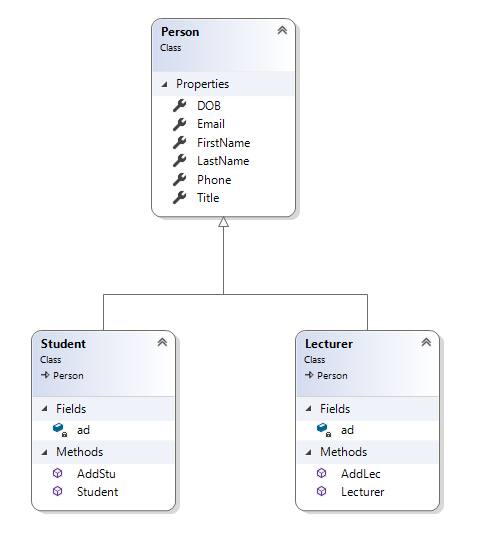 Person
Class
Properties
DOB
Email
FirstName
LastName
Phone
Title
Student
Class
Person
Fields
ad
Methods
AddStu
Student
Lecturer
Class
Person
Fields
ad
Methods
AddLec
Lecturer